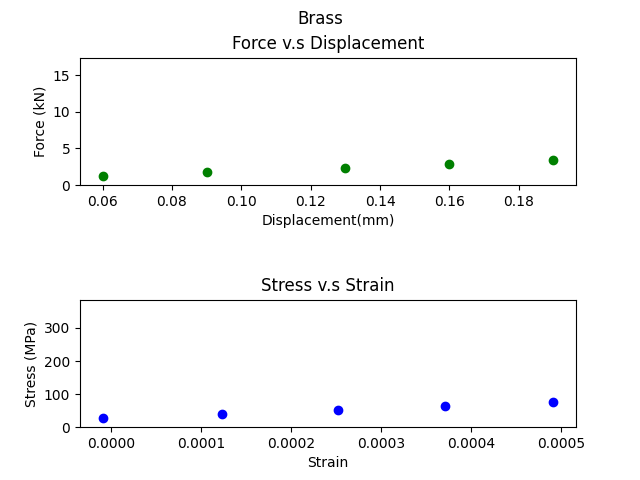 Brass
Force v.s Displacement
15
10
5
0
Force (kN)
0.06 0.08 0.10 0.12 0.14 0.16 0.18
Displacement(mm)
Stress v.s Strain
300
200
100
0
Stress (MPa)
0.0000 0.0001 0.0002 0.0003 0.0004 0.0005
Strain